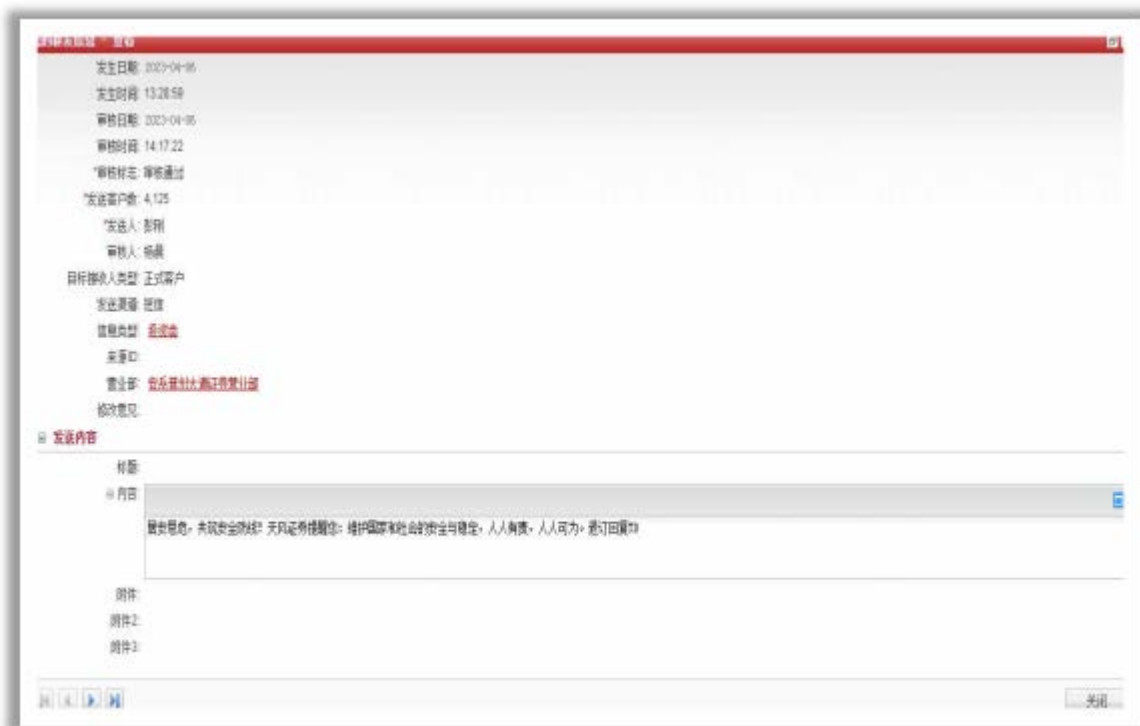 发生日期: 2023-04-06
发生时间: 13:28:59
审核日期: 2023-04-06
审核时间: 14:17:22
*审核标志: 审核通过
*发送客户数: 4,125
*发送人: 彭刚
审核人: 杨晨
目标接收人类型: 正式客户
发送渠道: 短信
信息类型:
来源ID:
营业部:
修改意见:
发送内容
标题:
内容:
居安思危，共筑安全防线！天风证券提醒您：维护国家和社会的安全与稳定，人人有责，人人可为。退订回复TD
附件:
附件2:
附件3:
关闭